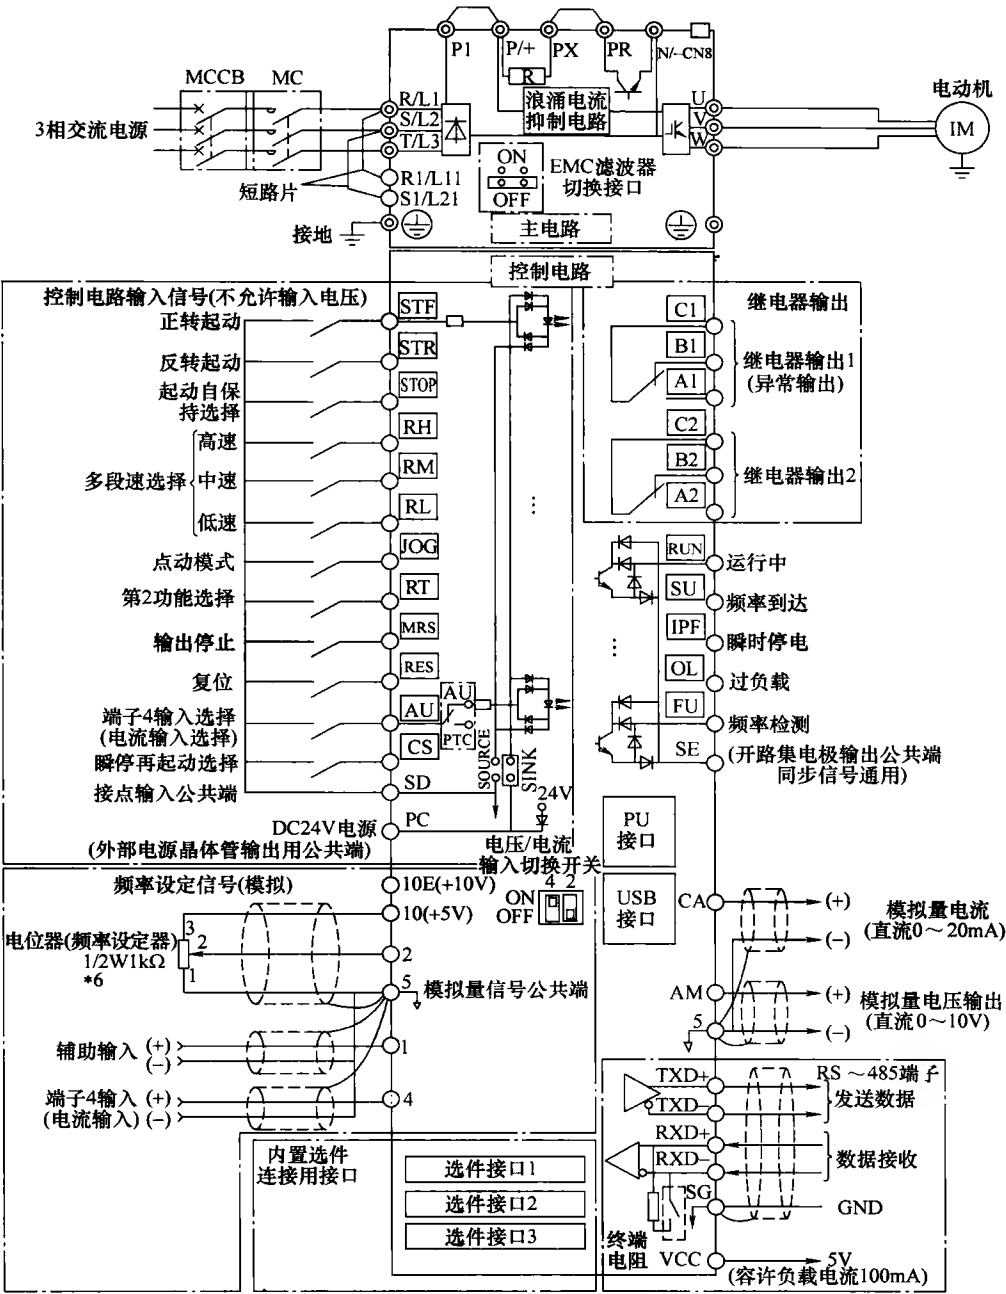 P1 P/+ PX PR N/- CN8
R
MCCB MC
浪涌电流
抑制电路
R/L1
S/L2
T/L3
3相交流电源
U
V
W
电动机
IM
短路片
R1/L11
S1/L21
ON
OFF
EMC滤波器
切换接口
接地
主电路
控制电路
控制电路输入信号(不允许输入电压)
正转起动
STF
反转起动
STR
起动自保
持选择
STOP
多段速选择
高速
RH
中速
RM
低速
RL
点动模式
JOG
第2功能选择
RT
输出停止
MRS
复位
RES
端子4输入选择
(电流输入选择)
AU
AU
PTC
瞬停再起动选择
CS
接点输入公共端
SD
SOURCE
SINK
24V
DC24V电源
PC
(外部电源晶体管输出用公共端)
继电器输出
C1
B1
A1
继电器输出1
(异常输出)
C2
B2
A2
继电器输出2
RUN
运行中
SU
频率到达
IPF
瞬时停电
OL
过负载
FU
频率检测
SE
(开路集电极输出公共端
同步信号通用)
PU
接口
USB
接口
电压/电流
输入切换开关
4 2
ON
OFF
频率设定信号(模拟)
10E(+10V)
10(+5V)
电位器(频率设定器)
1/2W1kΩ
*6
3
2
1
2
5
模拟量信号公共端
辅助输入 (+)
(−)
1
端子4输入 (+)
(电流输入) (−)
4
CA
(+)
(−)
模拟量电流
(直流0～20mA)
AM
5
(+)
(−)
模拟量电压输出
(直流0～10V)
RS～485端子
TXD+
TXD-
发送数据
RXD+
RXD-
数据接收
SG
GND
终端
电阻
VCC
5V
(容许负载电流100mA)
内置选件
连接用接口
选件接口1
选件接口2
选件接口3